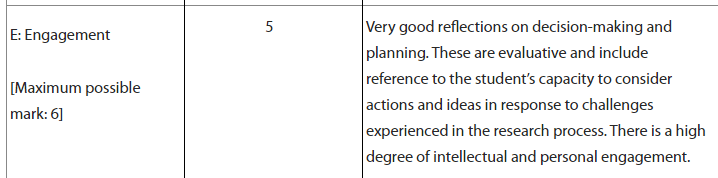 E: Engagement
[Maximum possible
mark: 6]
5
Very good reflections on decision-making and
planning. These are evaluative and include
reference to the student's capacity to consider
actions and ideas in response to challenges
experienced in the research process. There is a high
degree of intellectual and personal engagement.